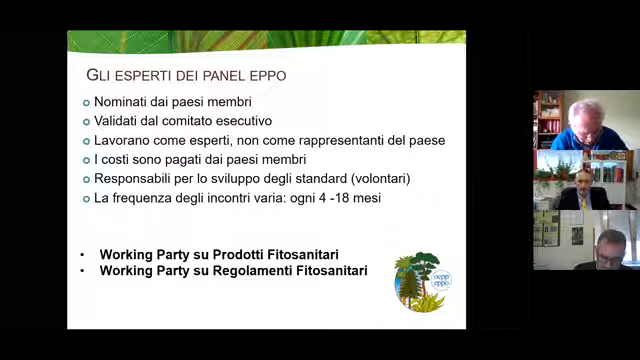 GLI ESPERTI DEI PANEL EPPO
Nominati dai paesi membri
Validati dal comitato esecutivo
Lavorano come esperti, non come rappresentanti del paese
I costi sono pagati dai paesi membri
Responsabili per lo sviluppo degli standard (volontari)
La frequenza degli incontri varia: ogni 4 -18 mesi
• Working Party su Prodotti Fitosanitari
• Working Party su Regolamenti Fitosanitari
oepp
eppo